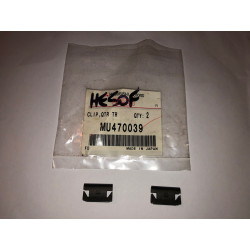 HESOF
CLIP, QTR TR QTY: 2
MU470039
MADE IN JAPAN